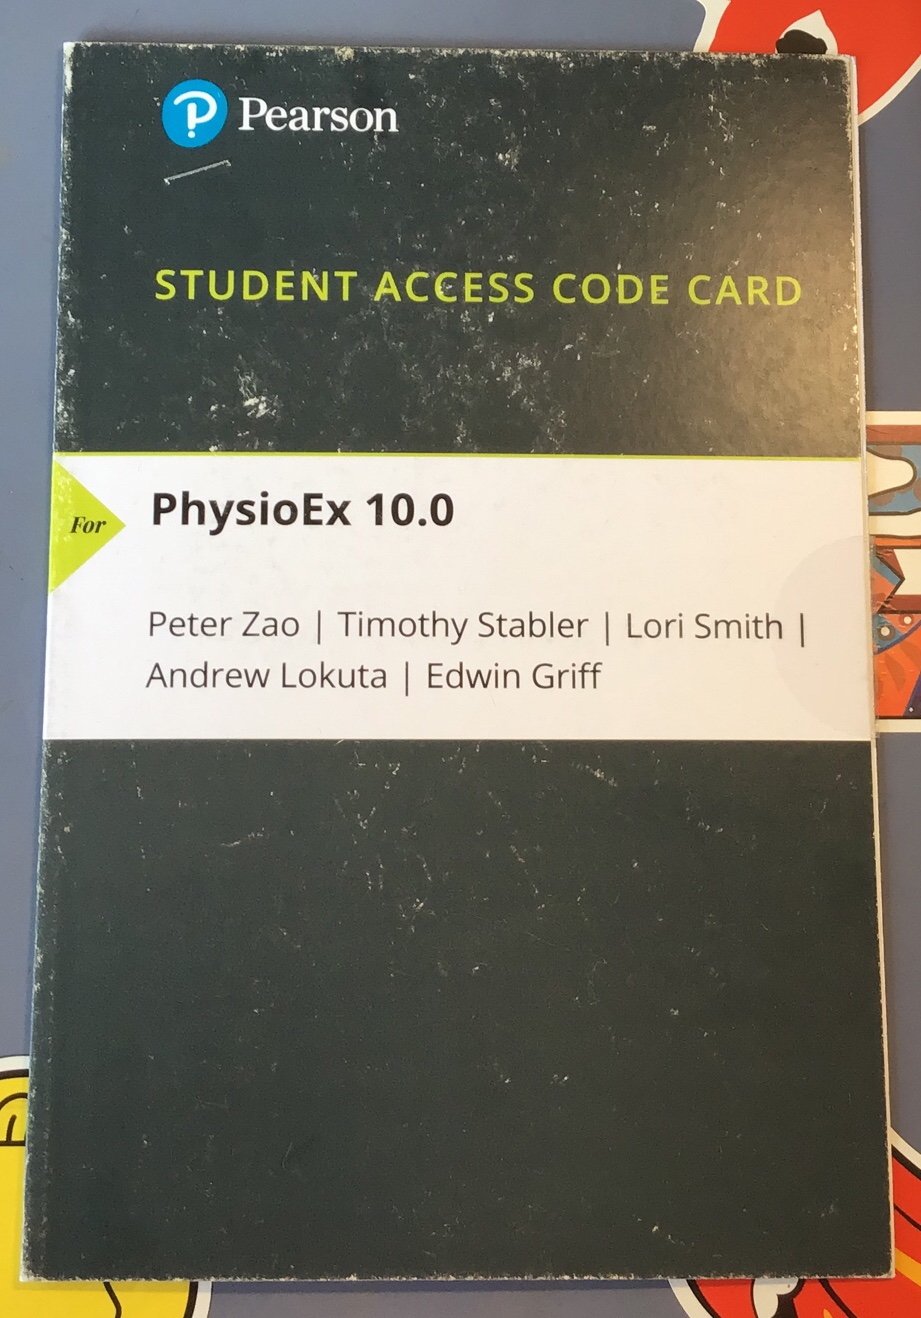 Pearson
STUDENT ACCESS CODE CARD
For
PhysioEx 10.0
Peter Zao | Timothy Stabler | Lori Smith |
Andrew Lokuta | Edwin Griff